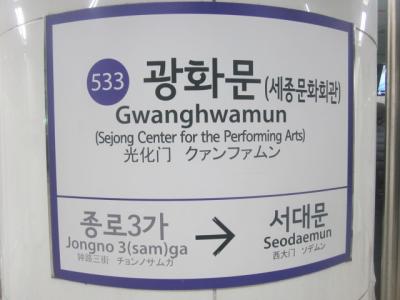 533 광화문(세종문화회관)
Gwanghwamun
(Sejong Center for the Performing Arts)
光化门 クァンファムン
종로3가 → 서대문
Jongno 3(sam)ga Seodaemun
钟路三街 チョンノサムガ 西大门 ソデムン